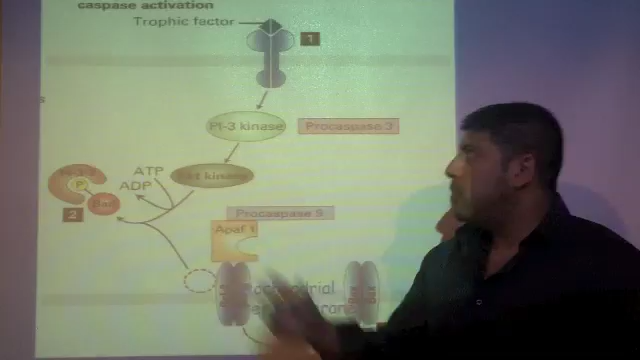 caspase activation
Trophic factor
1
s
PI-3 kinase
Procaspase 3
ATP
Akt kinase
ADP
P
Bad
2
Procaspase 9
Apaf 1